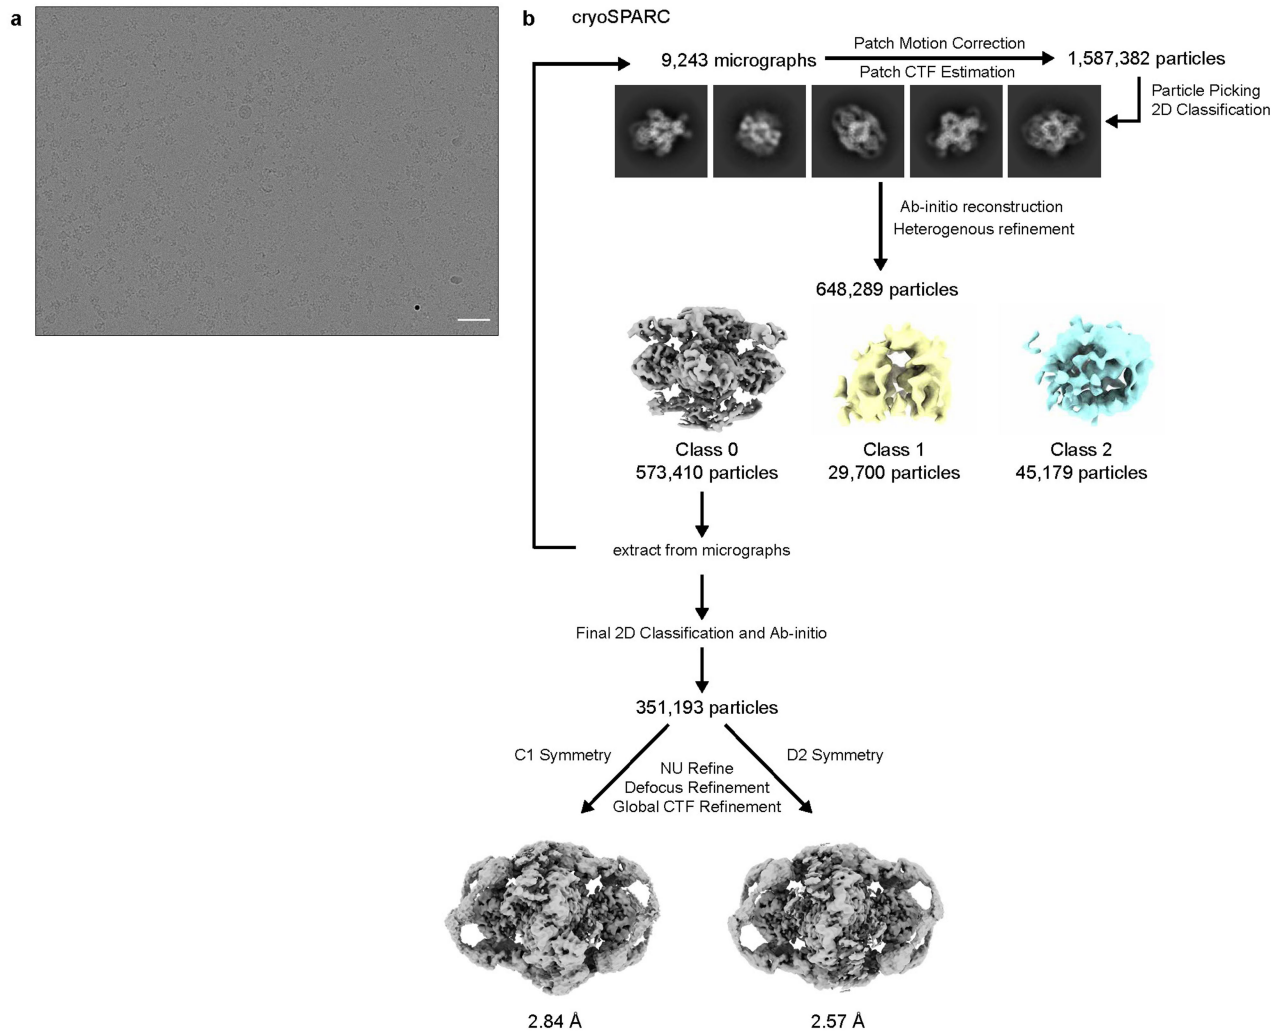 a
b
cryoSPARC
9,243 micrographs
Patch Motion Correction
Patch CTF Estimation
1,587,382 particles
Particle Picking
2D Classification
Ab-initio reconstruction
Heterogenous refinement
648,289 particles
Class 0
573,410 particles
Class 1
29,700 particles
Class 2
45,179 particles
extract from micrographs
Final 2D Classification and Ab-initio
351,193 particles
C1 Symmetry
D2 Symmetry
NU Refine
Defocus Refinement
Global CTF Refinement
2.84 Å
2.57 Å